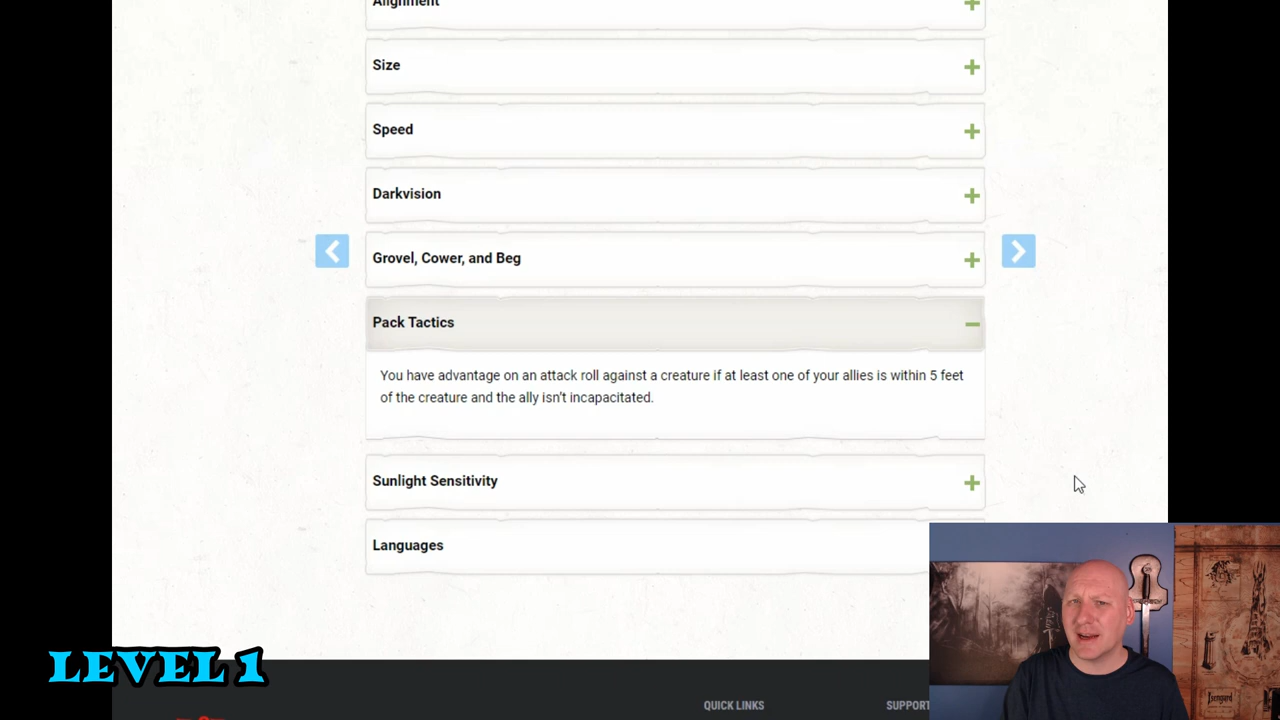 Alignment
Size
Speed
Darkvision
Grovel, Cower, and Beg
Pack Tactics
You have advantage on an attack roll against a creature if at least one of your allies is within 5 feet
of the creature and the ally isn't incapacitated.
Sunlight Sensitivity
Languages
LEVEL 1
QUICK LINKS
SUPPORT
Isengard